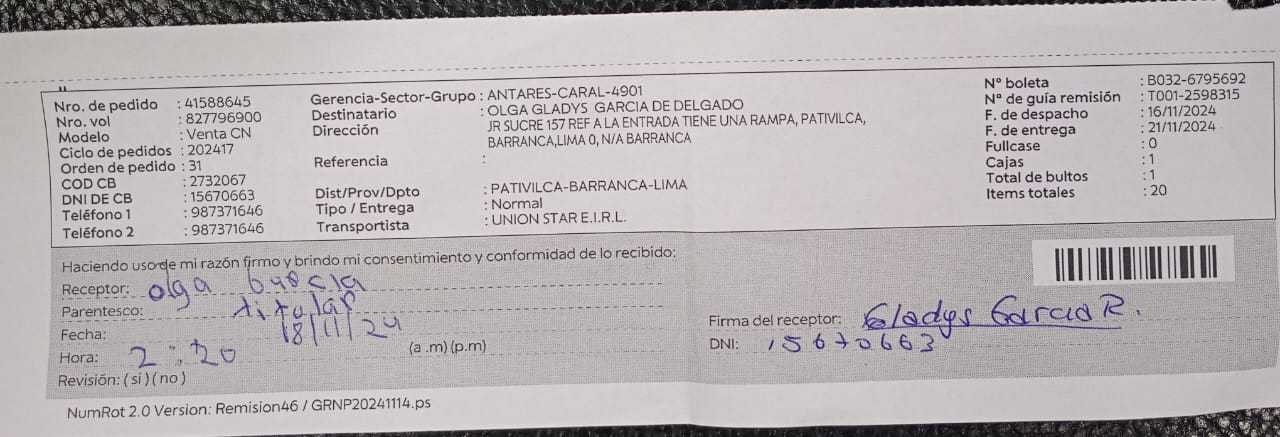 Nro. de pedido : 41588645
Nro. vol : 827796900
Modelo : Venta CN
Ciclo de pedidos : 202417
Orden de pedido : 31
COD CB : 2732067
DNI DE CB : 15670663
Teléfono 1 : 987371646
Teléfono 2 : 987371646
Gerencia-Sector-Grupo : ANTARES-CARAL-4901
Destinatario : OLGA GLADYS GARCIA DE DELGADO
Dirección JR SUCRE 157 REF A LA ENTRADA TIENE UNA RAMPA, PATIVILCA,
BARRANCA,LIMA 0, N/A BARRANCA
Referencia :
Dist/Prov/Dpto : PATIVILCA-BARRANCA-LIMA
Tipo / Entrega : Normal
Transportista : UNION STAR E.I.R.L.
N° boleta : B032-6795692
N° de guía remisión : T001-2598315
F. de despacho : 16/11/2024
F. de entrega : 21/11/2024
Fullcase : 0
Cajas : 1
Total de bultos : 1
Items totales : 20
Haciendo uso de mi razón firmo y brindo mi consentimiento y conformidad de lo recibido:
Receptor: olga Garcia
Parentesco: titular
Fecha: 18/11/24
Hora: 2:20 (a.m) (p.m)
Revisión: ( si ) ( no )
Firma del receptor: Gladys Garcia R.
DNI: 15670663
NumRot 2.0 Version: Remision46 / GRNP20241114.ps